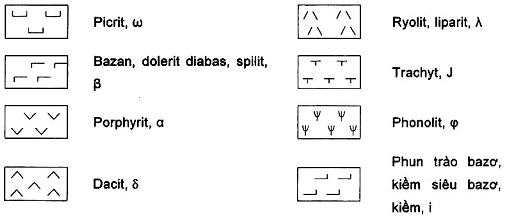 Picrit, ω
Bazan, dolerit diabas, spilit,
β
Porphyrit, α
Dacit, δ
Ryolit, liparit, λ
Trachyt, J
Phonolit, φ
Phun trào bazơ,
kiềm siêu bazơ,
kiềm, i